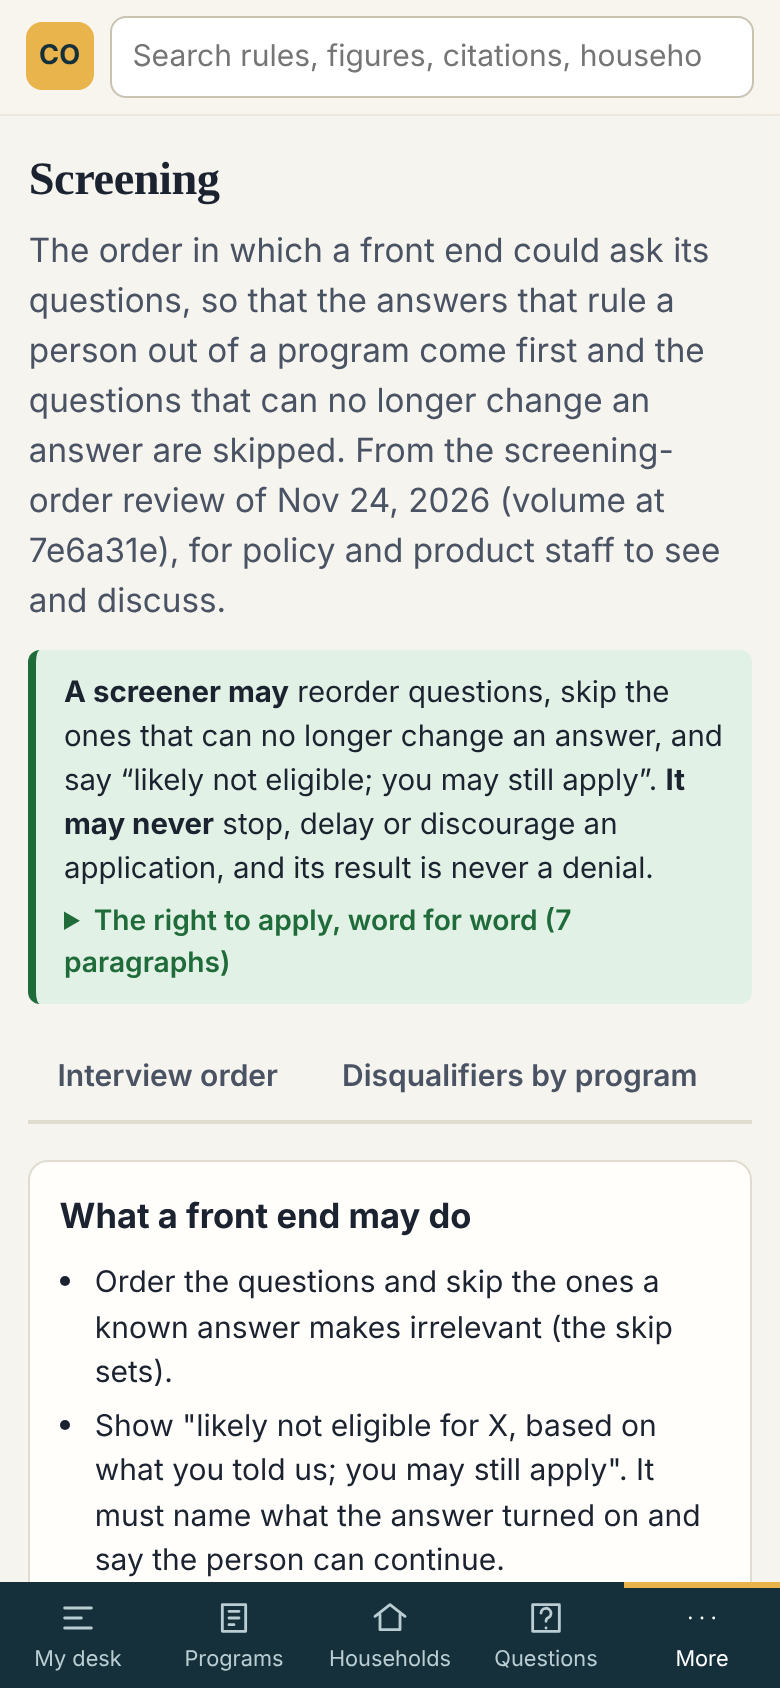 CO
Search rules, figures, citations, househo
Screening
The order in which a front end could ask its
questions, so that the answers that rule a
person out of a program come first and the
questions that can no longer change an
answer are skipped. From the screening-
order review of Nov 24, 2026 (volume at
7e6a31e), for policy and product staff to see
and discuss.
A screener may reorder questions, skip the
ones that can no longer change an answer, and
say “likely not eligible; you may still apply”. It
may never stop, delay or discourage an
application, and its result is never a denial.
The right to apply, word for word (7
paragraphs)
Interview order Disqualifiers by program
What a front end may do
• Order the questions and skip the ones a
known answer makes irrelevant (the skip
sets).
• Show "likely not eligible for X, based on
what you told us; you may still apply". It
must name what the answer turned on and
say the person can continue.
My desk Programs Households Questions More